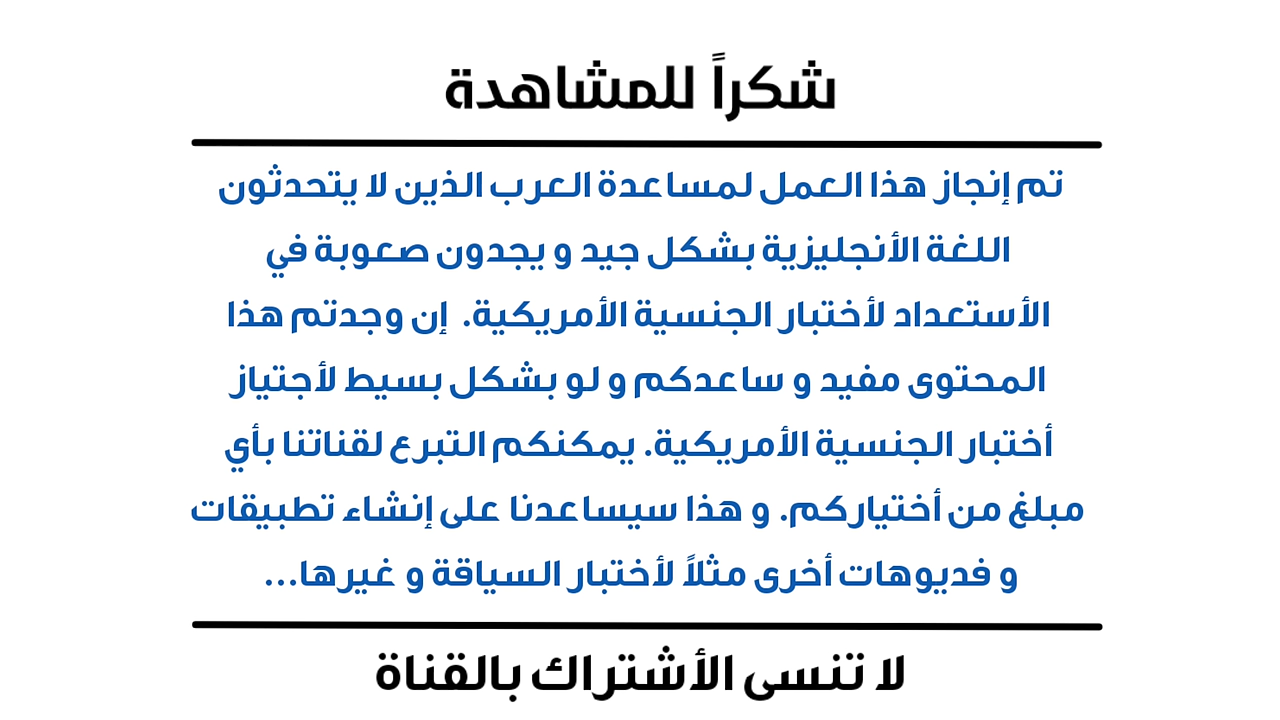 شكراً للمشاهدة
تم إنجاز هذا العمل لمساعدة العرب الذين لا يتحدثون
اللغة الأنجليزية بشكل جيد و يجدون صعوبة في
الأستعداد لأختبار الجنسية الأمريكية. إن وجدتم هذا
المحتوى مفيد و ساعدكم و لو بشكل بسيط لأجتياز
أختبار الجنسية الأمريكية. يمكنكم التبرع لقناتنا بأي
مبلغ من أختياركم. و هذا سيساعدنا على إنشاء تطبيقات
و فديوهات أخرى مثلاً لأختبار السياقة و غيرها...
لا تنسى الأشتراك بالقناة